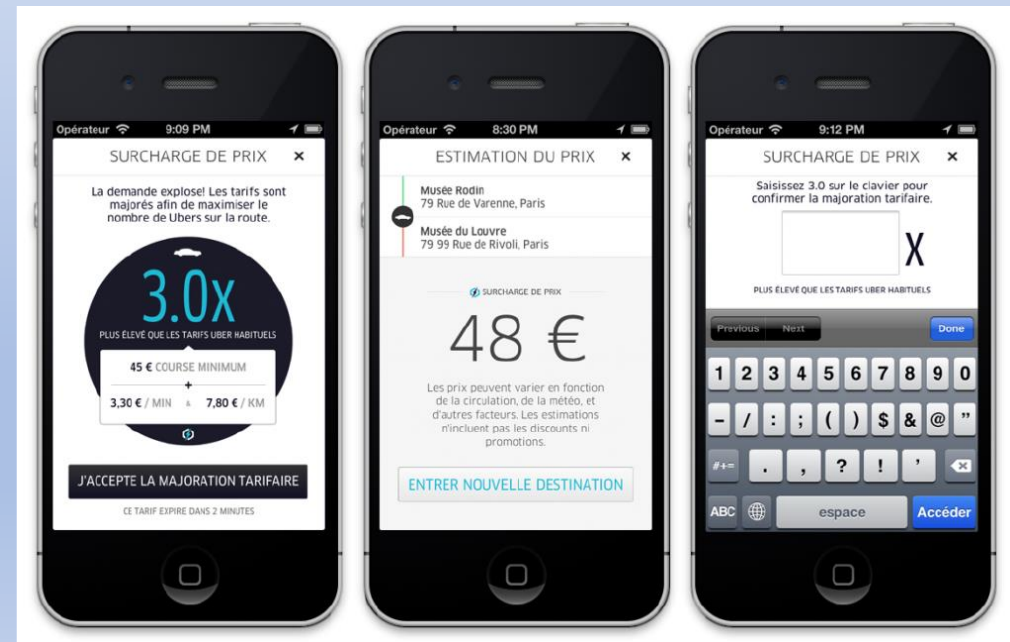 Opérateur 9:09 PM
SURCHARGE DE PRIX ×
La demande explose! Les tarifs sont
majorés afin de maximiser le
nombre de Ubers sur la route.
3.0x
PLUS ÉLEVÉ QUE LES TARIFS UBER HABITUELS
45 € COURSE MINIMUM
+
3,30 € / MIN & 7,80 € / KM
J'ACCEPTE LA MAJORATION TARIFAIRE
CE TARIF EXPIRE DANS 2 MINUTES
Opérateur 8:30 PM
ESTIMATION DU PRIX ×
Musée Rodin
79 Rue de Varenne, Paris
Musée du Louvre
79 99 Rue de Rivoli, Paris
SURCHARGE DE PRIX
48 €
Les prix peuvent varier en fonction
de la circulation, de la météo, et
d'autres facteurs. Les estimations
n'incluent pas les discounts ni
promotions.
ENTRER NOUVELLE DESTINATION
Opérateur 9:12 PM
SURCHARGE DE PRIX ×
Saisissez 3.0 sur le clavier pour
confirmer la majoration tarifaire.
X
PLUS ÉLEVÉ QUE LES TARIFS UBER HABITUELS
Previous Next Done
1 2 3 4 5 6 7 8 9 0
- / : ; ( ) $ & @ "
#+= . , ? ! '
ABC espace Accéder